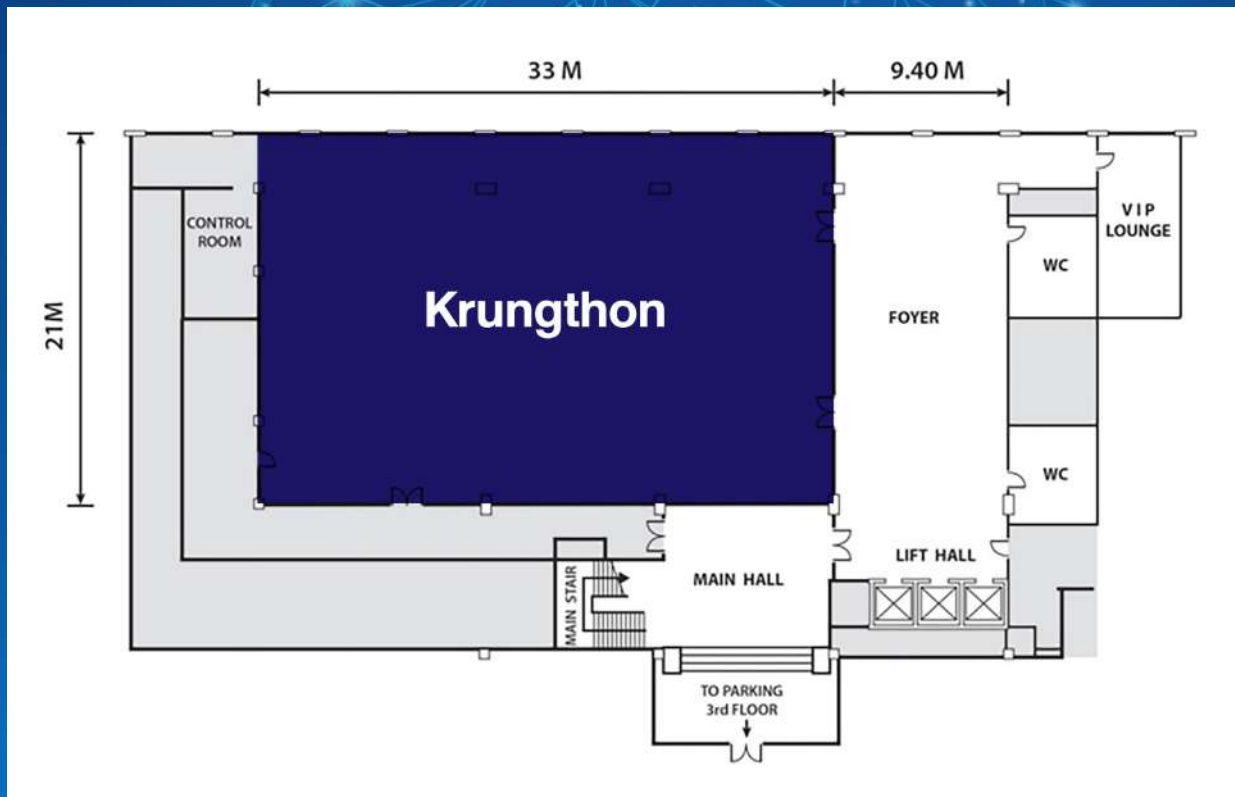 33 M
9.40 M
21M
CONTROL
ROOM
Krungthon
FOYER
VIP
LOUNGE
WC
WC
LIFT HALL
MAIN HALL
MAIN STAIR
TO PARKING
3rd FLOOR